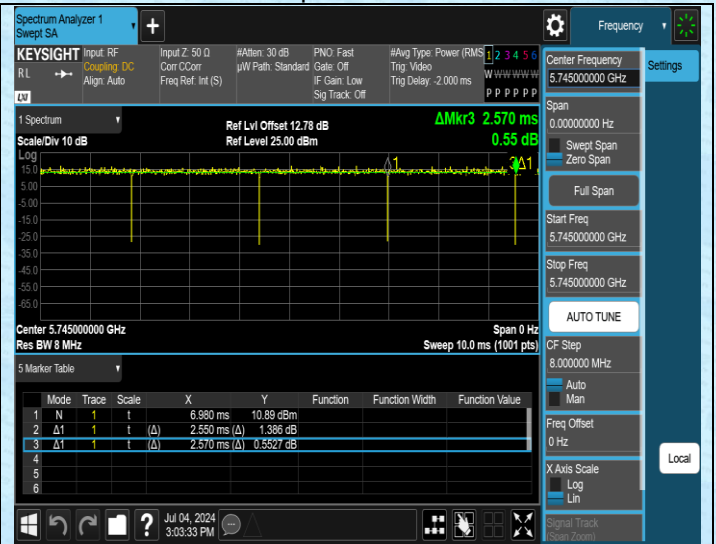 Spectrum Analyzer 1
Swept SA
Frequency
KEYSIGHT
RL
LXI
Input: RF
Coupling: DC
Align: Auto
Input Z: 50 Ω
Corr CCorr
Freq Ref: Int (S)
#Atten: 30 dB
µW Path: Standard
PNO: Fast
Gate: Off
IF Gain: Low
Sig Track: Off
#Avg Type: Power (RMS
Trig: Video
Trig Delay: -2.000 ms
1 2 3 4 5 6
W W W W W W
P P P P P P
1 Spectrum
Scale/Div 10 dB
Log
Ref Lvl Offset 12.78 dB
Ref Level 25.00 dBm
ΔMkr3 2.570 ms
0.55 dB
15.0
5.00
-5.00
-15.0
-25.0
-35.0
-45.0
-55.0
-65.0
1
3Δ1
Center 5.745000000 GHz
Res BW 8 MHz
Span 0 Hz
Sweep 10.0 ms (1001 pts)
5 Marker Table
Mode Trace Scale X Y Function Function Width Function Value
1 N 1 t 6.980 ms 10.89 dBm
2 Δ1 1 t (Δ) 2.550 ms (Δ) 1.386 dB
3 Δ1 1 t (Δ) 2.570 ms (Δ) 0.5527 dB
4
5
6
?
Jul 04, 2024
3:03:33 PM
Center Frequency
5.745000000 GHz
Span
0.00000000 Hz
Swept Span
Zero Span
Full Span
Start Freq
5.745000000 GHz
Stop Freq
5.745000000 GHz
AUTO TUNE
CF Step
8.000000 MHz
Auto
Man
Freq Offset
0 Hz
X Axis Scale
Log
Lin
Signal Track
(Span Zoom)
Settings
Local